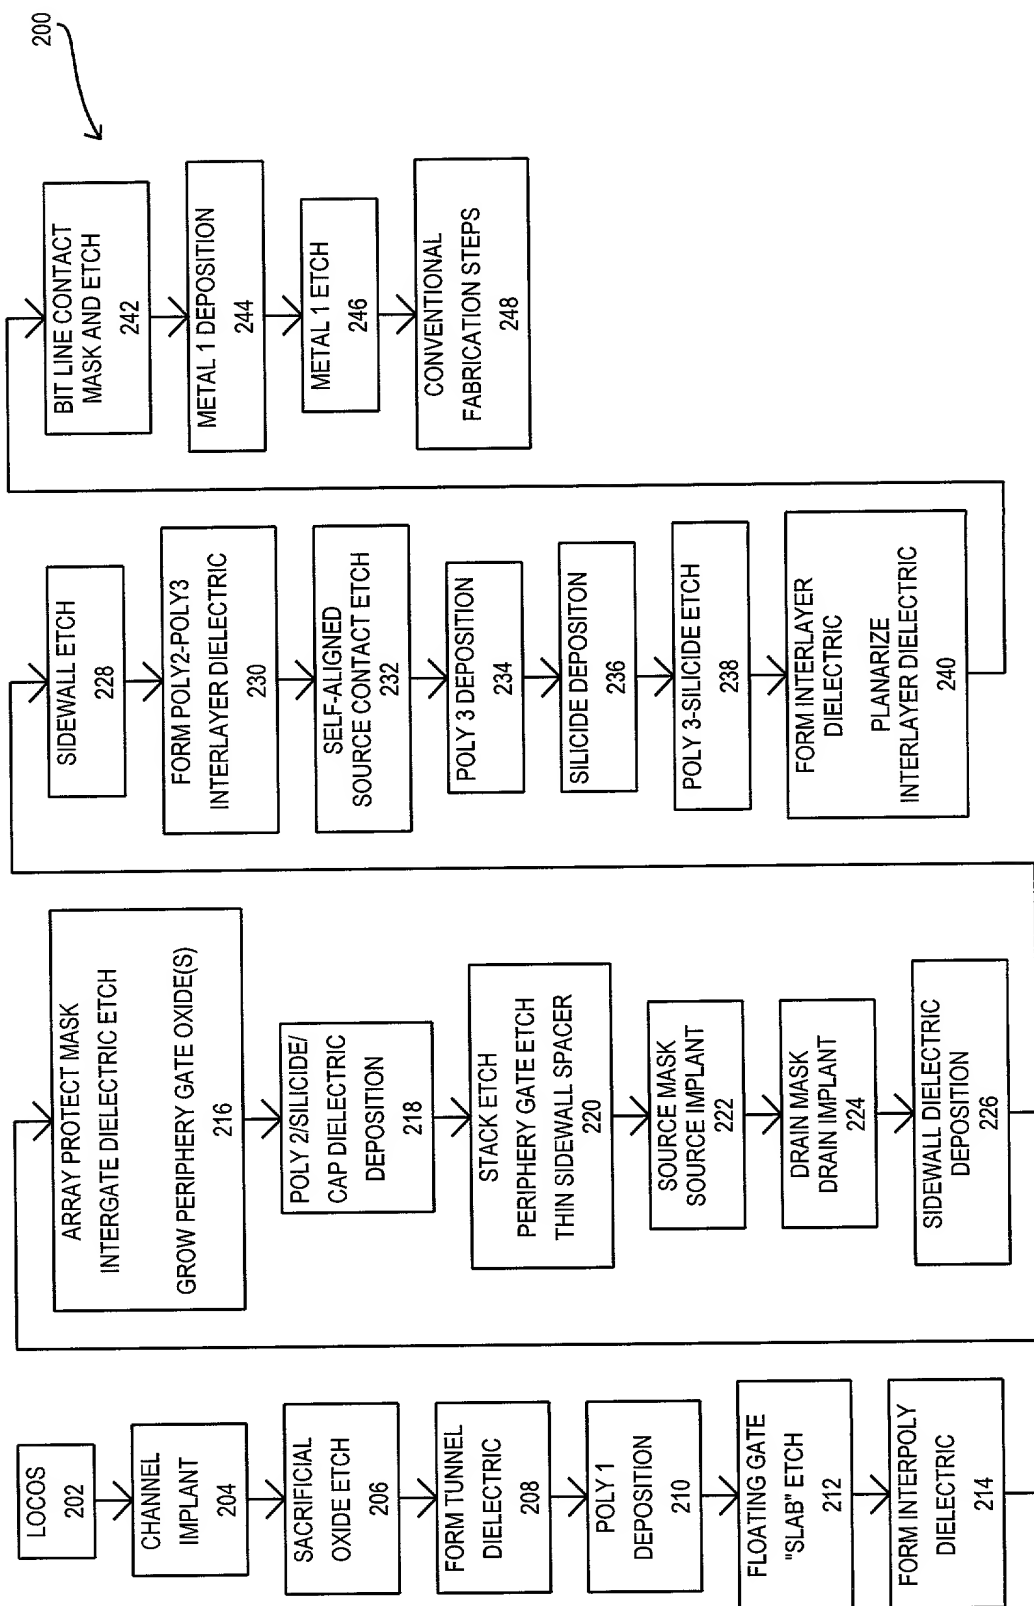 200
LOCOS
202
CHANNEL
IMPLANT
204
SACRIFICIAL
OXIDE ETCH
206
FORM TUNNEL
DIELECTRIC
208
POLY 1
DEPOSITION
210
FLOATING GATE
"SLAB" ETCH
212
FORM INTERPOLY
DIELECTRIC
214
ARRAY PROTECT MASK
INTERGATE DIELECTRIC ETCH
GROW PERIPHERY GATE OXIDE(S)
216
POLY 2/SILICIDE/
CAP DIELECTRIC
DEPOSITION
218
STACK ETCH
PERIPHERY GATE ETCH
THIN SIDEWALL SPACER
220
SOURCE MASK
SOURCE IMPLANT
222
DRAIN MASK
DRAIN IMPLANT
224
SIDEWALL DIELECTRIC
DEPOSITION
226
SIDEWALL ETCH
228
FORM POLY2-POLY3
INTERLAYER DIELECTRIC
230
SELF-ALIGNED
SOURCE CONTACT ETCH
232
POLY 3 DEPOSITION
234
SILICIDE DEPOSITON
236
POLY 3-SILICIDE ETCH
238
FORM INTERLAYER
DIELECTRIC
PLANARIZE
INTERLAYER DIELECTRIC
240
BIT LINE CONTACT
MASK AND ETCH
242
METAL 1 DEPOSITION
244
METAL 1 ETCH
246
CONVENTIONAL
FABRICATION STEPS
248